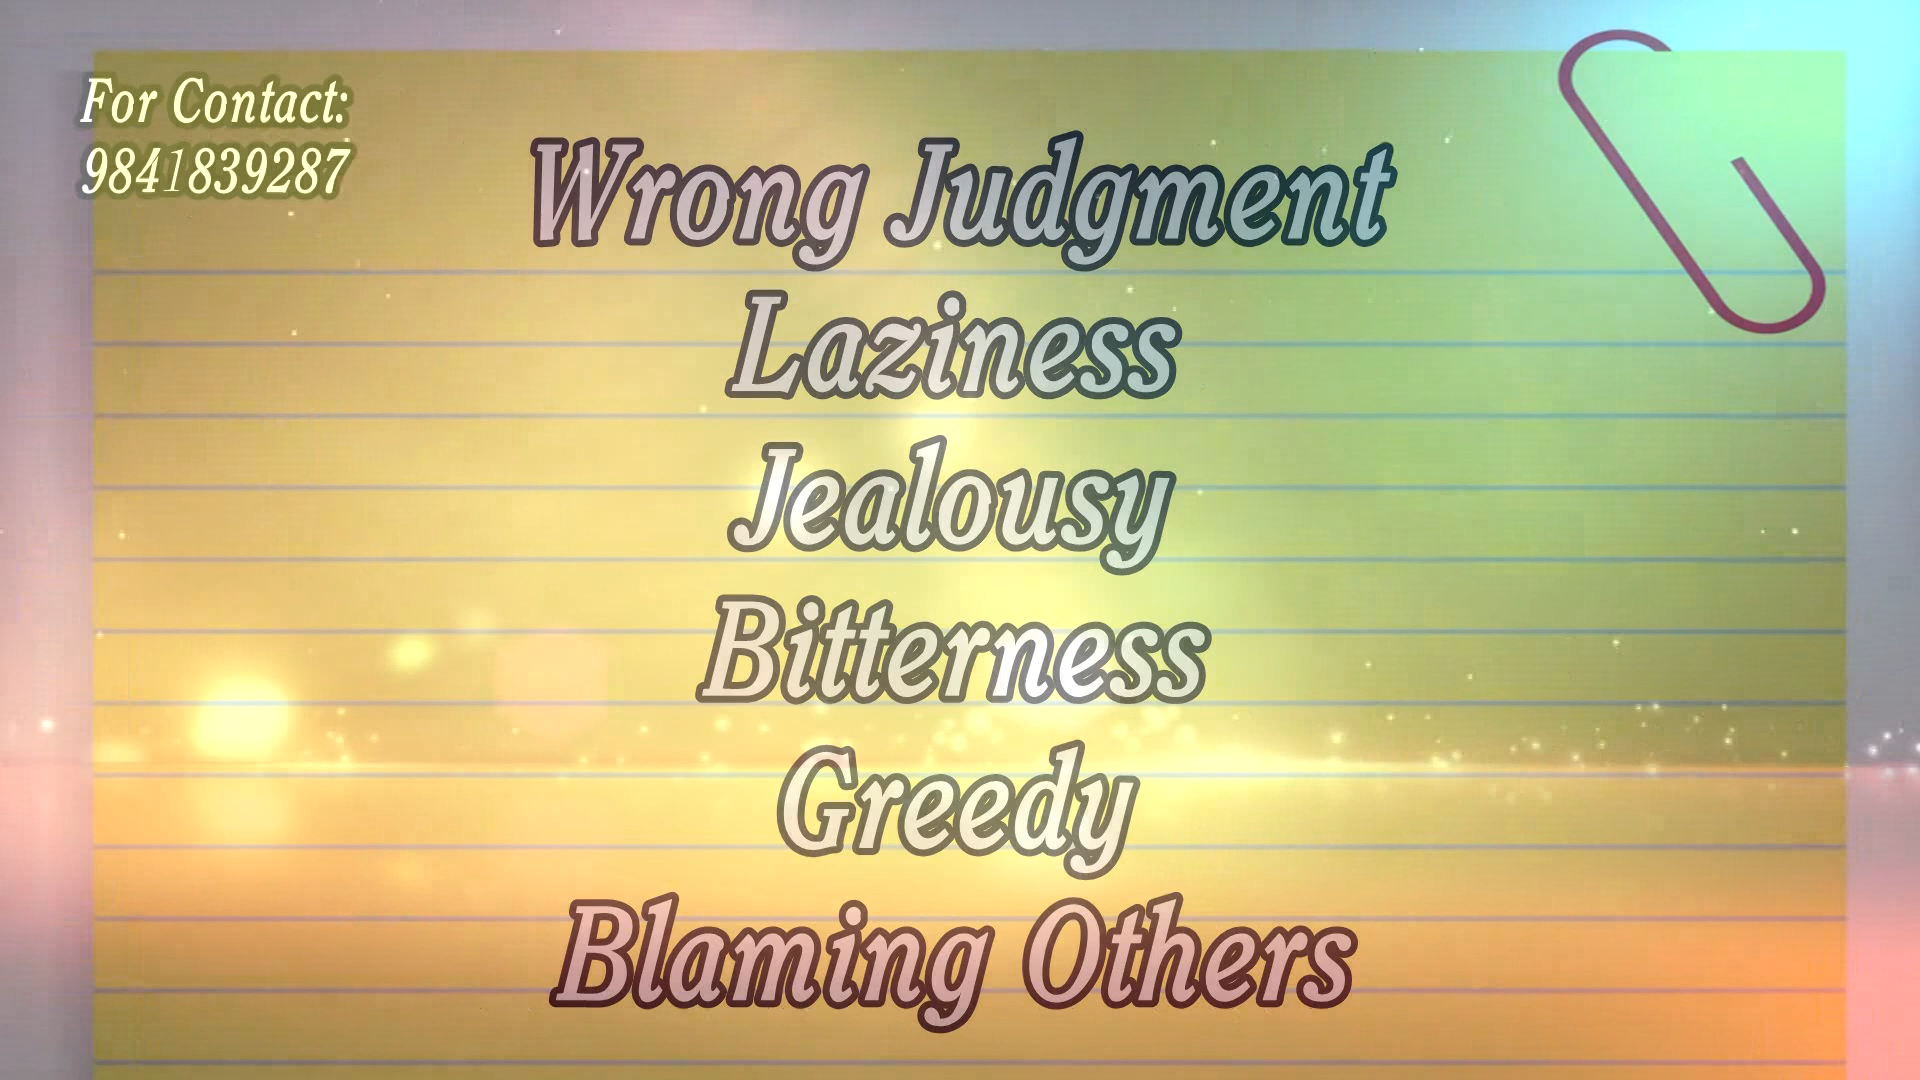 For Contact:
9841839287
Wrong Judgment
Laziness
Jealousy
Bitterness
Greedy
Blaming Others